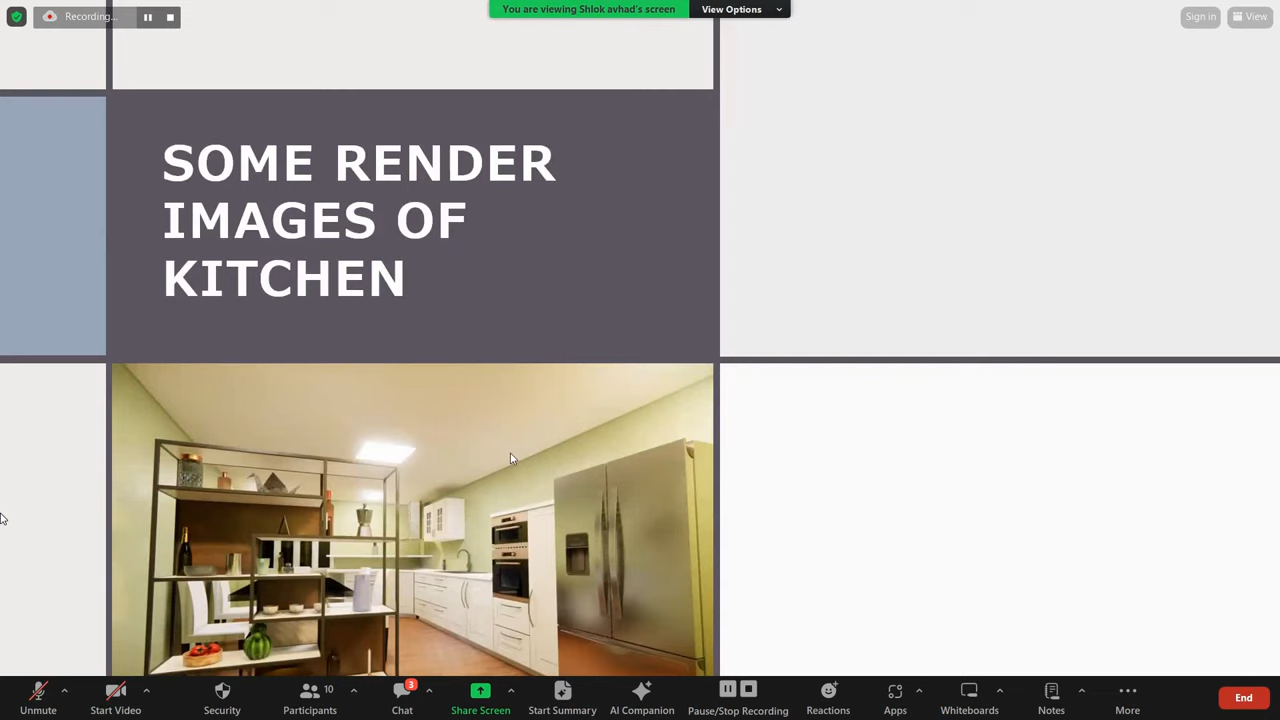 Recording...
You are viewing Shlok avhad's screen
View Options
Sign in
View
SOME RENDER
IMAGES OF
KITCHEN
Unmute
Start Video
Security
Participants
10
Chat
3
Share Screen
Start Summary
AI Companion
Pause/Stop Recording
Reactions
Apps
Whiteboards
Notes
More
End